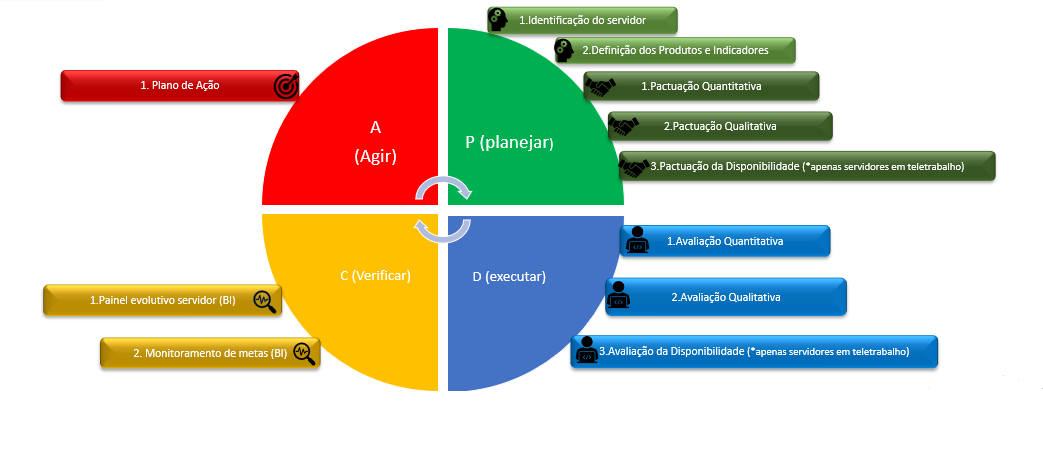 1.Identificação do servidor
2.Definição dos Produtos e Indicadores
1.Pactuação Quantitativa
2.Pactuação Qualitativa
3.Pactuação da Disponibilidade (*apenas servidores em teletrabalho)
1. Plano de Ação
A
(Agir)
P (planejar)
C (Verificar)
D (executar)
1.Avaliação Quantitativa
2.Avaliação Qualitativa
3.Avaliação da Disponibilidade (*apenas servidores em teletrabalho)
1.Painel evolutivo servidor (BI)
2. Monitoramento de metas (BI)